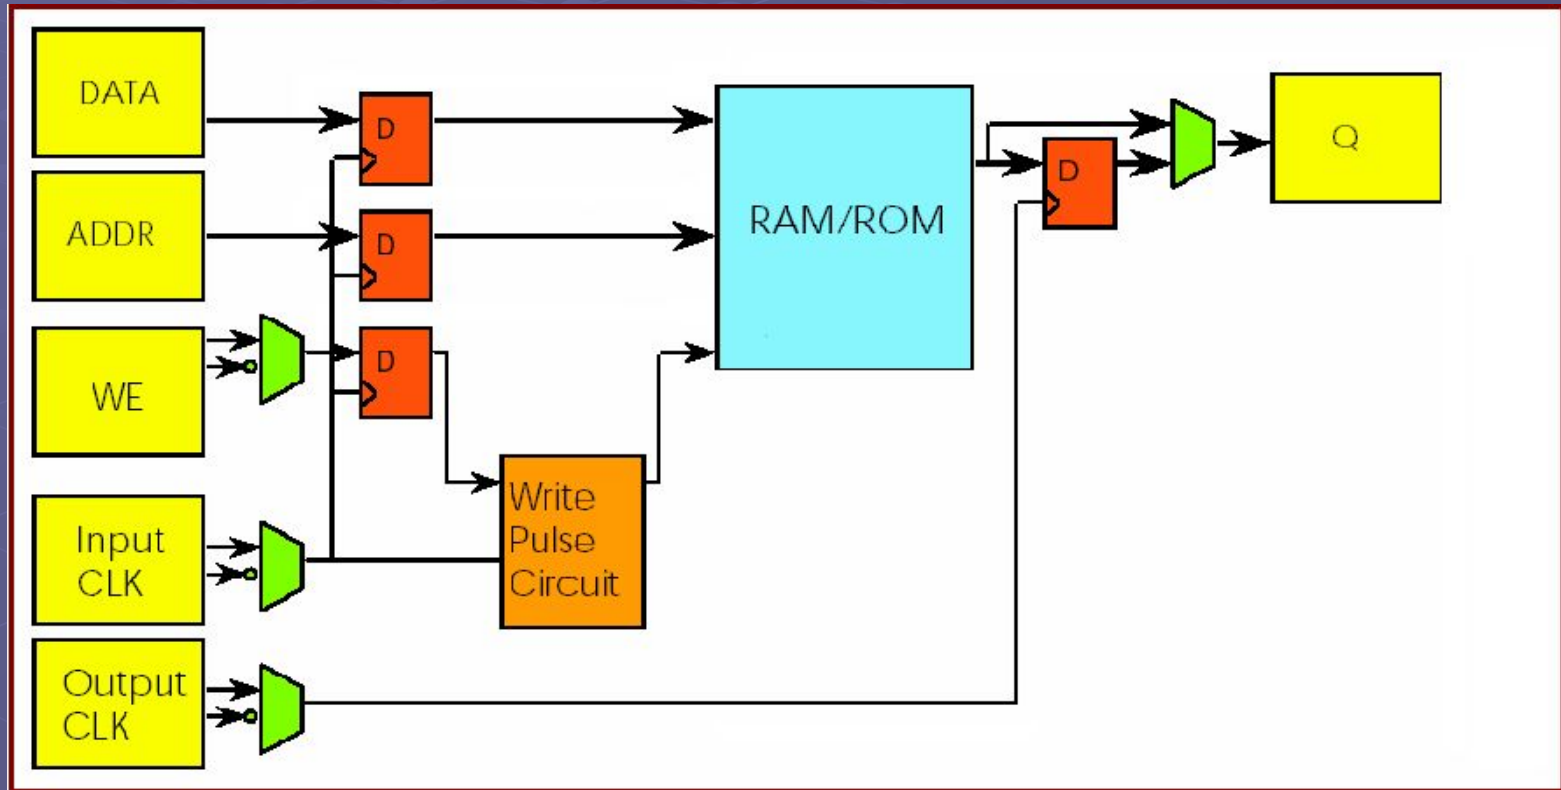 DATA
D
ADDR
D
RAM/ROM
D
Q
WE
D
Input
CLK
Write
Pulse
Circuit
Output
CLK